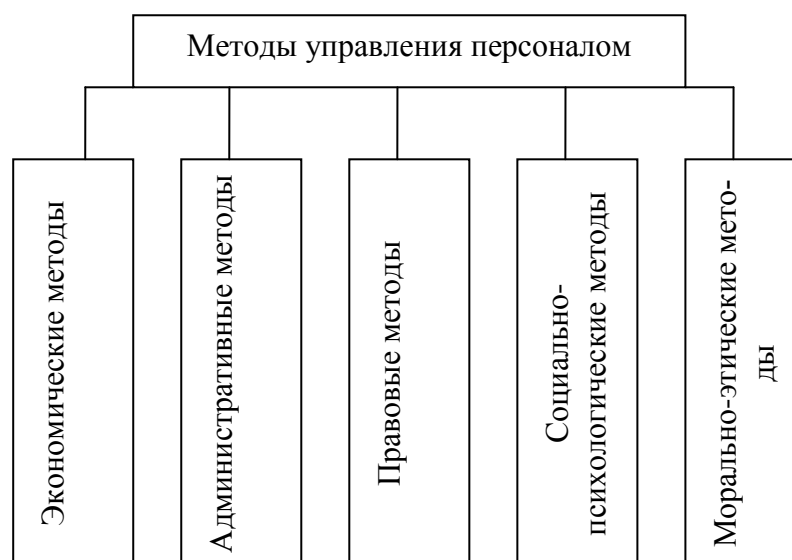 Методы управления персоналом
Экономические методы
Административные методы
Правовые методы
Социально-
психологические методы
Морально-этические мето-
ды